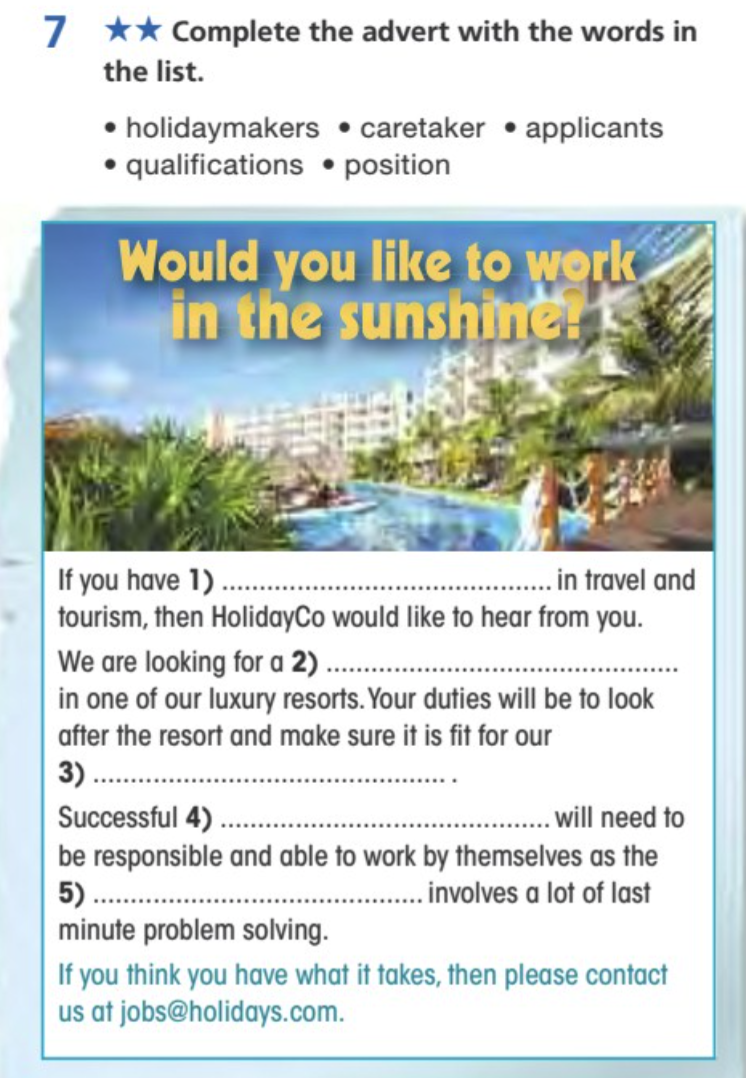 7 ★★ Complete the advert with the words in
the list.
• holidaymakers • caretaker • applicants
• qualifications • position
Would you like to work
in the sunshine?
If you have 1) ............................................ in travel and
tourism, then HolidayCo would like to hear from you.
We are looking for a 2) ...............................................
in one of our luxury resorts. Your duties will be to look
after the resort and make sure it is fit for our
3) ............................................... .
Successful 4) ............................................ will need to
be responsible and able to work by themselves as the
5) ............................................ involves a lot of last
minute problem solving.
If you think you have what it takes, then please contact
us at jobs@holidays.com.